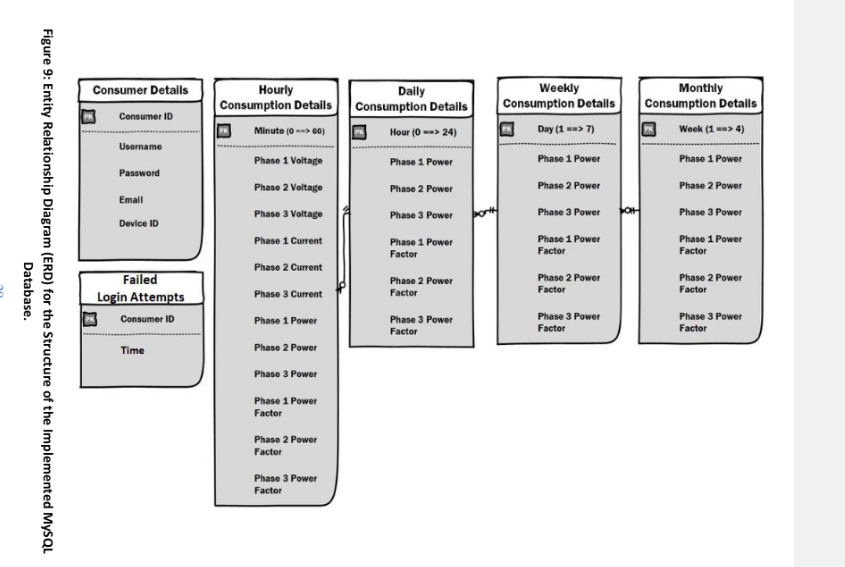 Consumer Details
PK Consumer ID
Username
Password
Email
Device ID
Failed
Login Attempts
PK Consumer ID
Time
Hourly
Consumption Details
PK Minute (0 ==> 60)
Phase 1 Voltage
Phase 2 Voltage
Phase 3 Voltage
Phase 1 Current
Phase 2 Current
Phase 3 Current
Phase 1 Power
Phase 2 Power
Phase 3 Power
Phase 1 Power
Factor
Phase 2 Power
Factor
Phase 3 Power
Factor
Daily
Consumption Details
PK Hour (0 ==> 24)
Phase 1 Power
Phase 2 Power
Phase 3 Power
Phase 1 Power
Factor
Phase 2 Power
Factor
Phase 3 Power
Factor
Weekly
Consumption Details
PK Day (1 ==> 7)
Phase 1 Power
Phase 2 Power
Phase 3 Power
Phase 1 Power
Factor
Phase 2 Power
Factor
Phase 3 Power
Factor
Monthly
Consumption Details
PK Week (1 ==> 4)
Phase 1 Power
Phase 2 Power
Phase 3 Power
Phase 1 Power
Factor
Phase 2 Power
Factor
Phase 3 Power
Factor
Figure 9: Entity Relationship Diagram (ERD) for the Structure of the Implemented MySQL
Database.